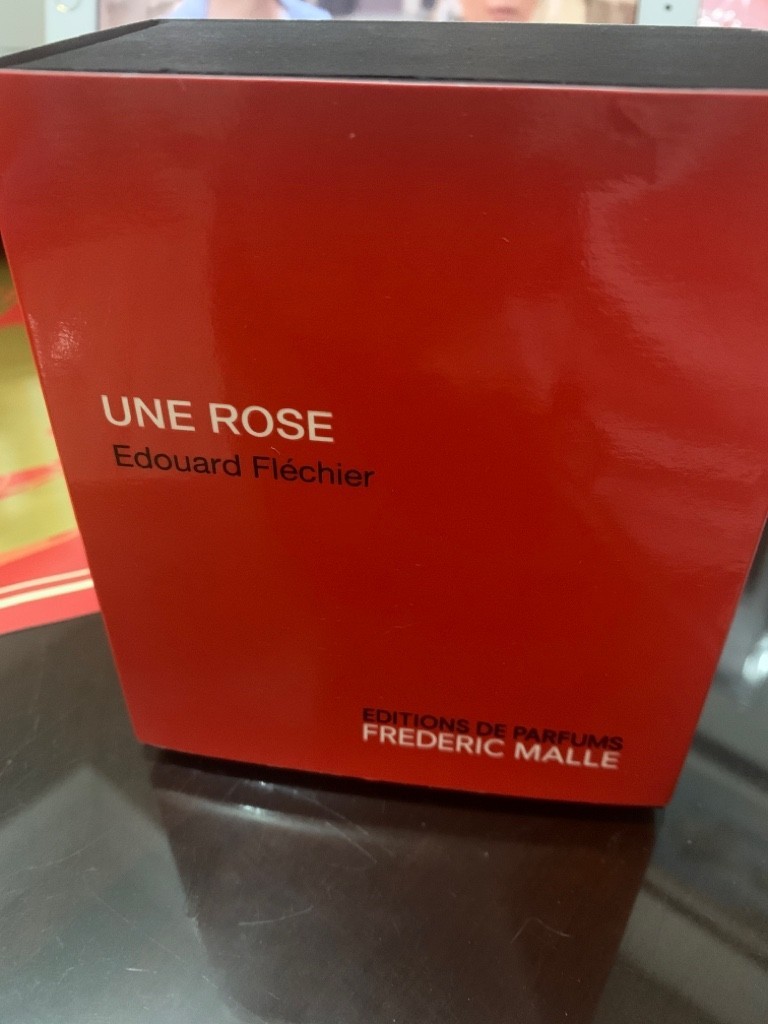 UNE ROSE
Edouard Fléchier
EDITIONS DE PARFUMS
FREDERIC MALLE